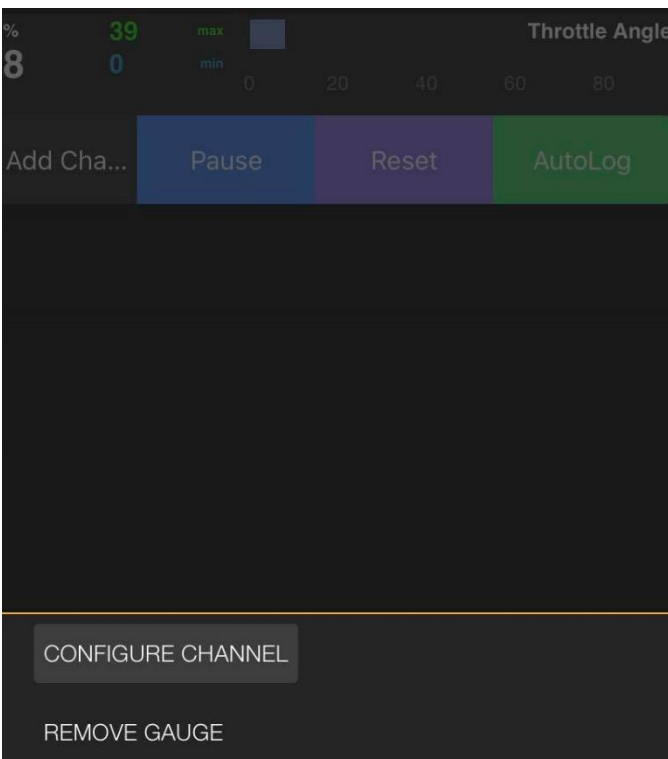 % 39 max Throttle Angle
8 0 min
0 20 40 60 80
Add Cha... Pause Reset AutoLog
CONFIGURE CHANNEL
REMOVE GAUGE